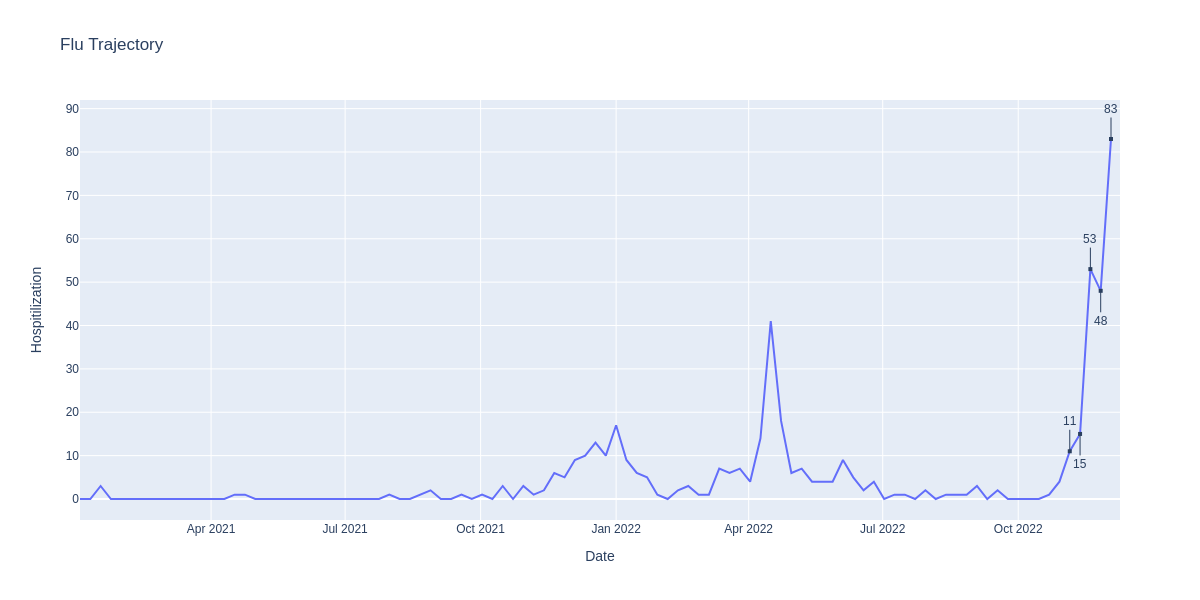 Flu Trajectory
83
90
80
70
60
53
50
48
40
30
20
11
15
10
0
Hospitilization
Apr 2021
Jul 2021
Oct 2021
Jan 2022
Apr 2022
Jul 2022
Oct 2022
Date